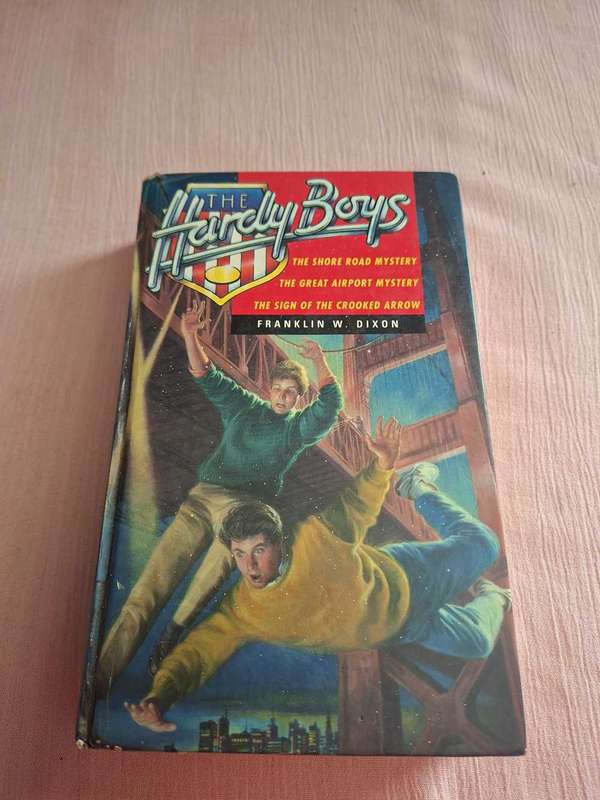 THE
Hardy Boys
THE SHORE ROAD MYSTERY
THE GREAT AIRPORT MYSTERY
THE SIGN OF THE CROOKED ARROW
FRANKLIN W. DIXON